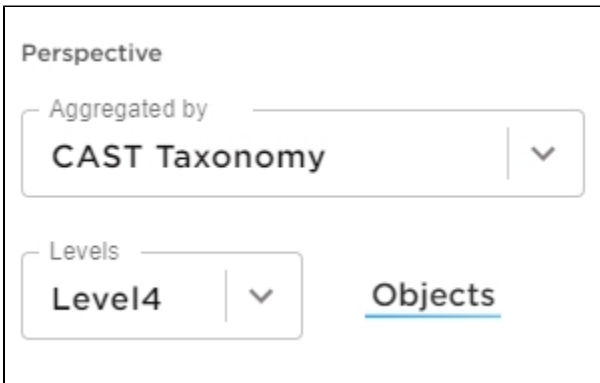 Perspective
Aggregated by
CAST Taxonomy
Levels
Level4
Objects